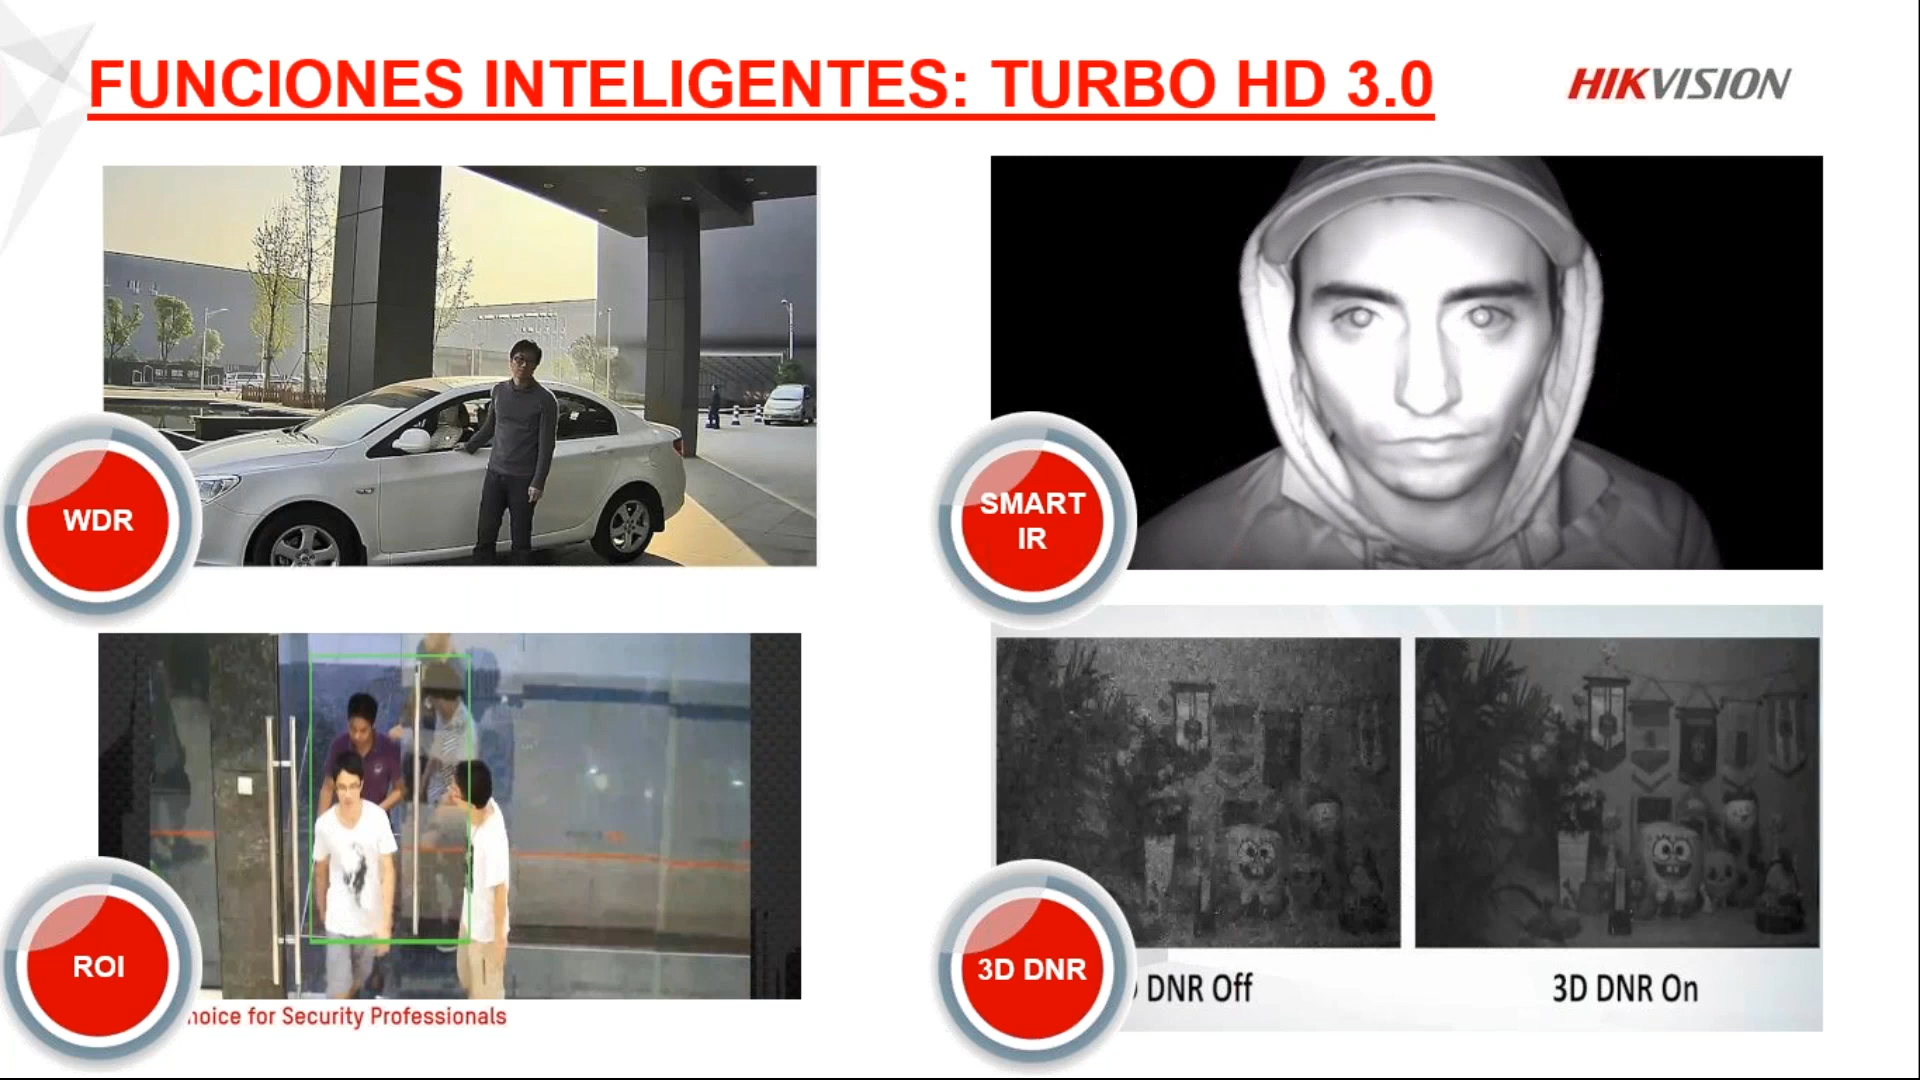 FUNCIONES INTELIGENTES: TURBO HD 3.0
HIKVISION
WDR
SMART
IR
ROI
for Security Professionals
3D DNR
DNR Off
3D DNR On